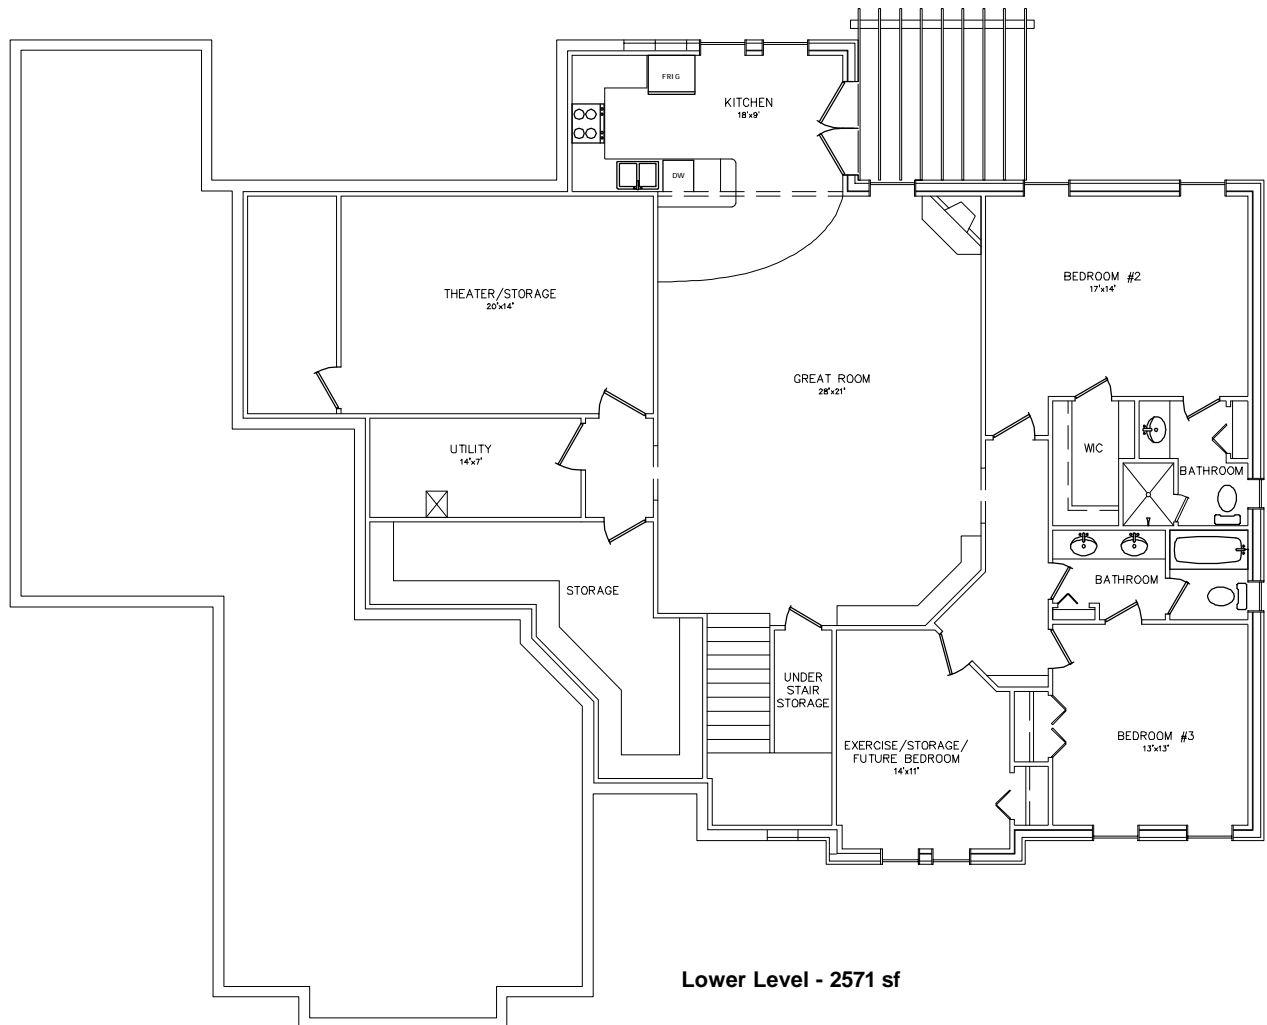 FRIG
KITCHEN
18'x9'
DW
THEATER/STORAGE
20'x14'
BEDROOM #2
17'x14'
GREAT ROOM
28'x21'
UTILITY
14'x7'
WIC
BATHROOM
STORAGE
BATHROOM
UNDER
STAIR
STORAGE
EXERCISE/STORAGE/
FUTURE BEDROOM
14'x11'
BEDROOM #3
13'x13'
Lower Level - 2571 sf